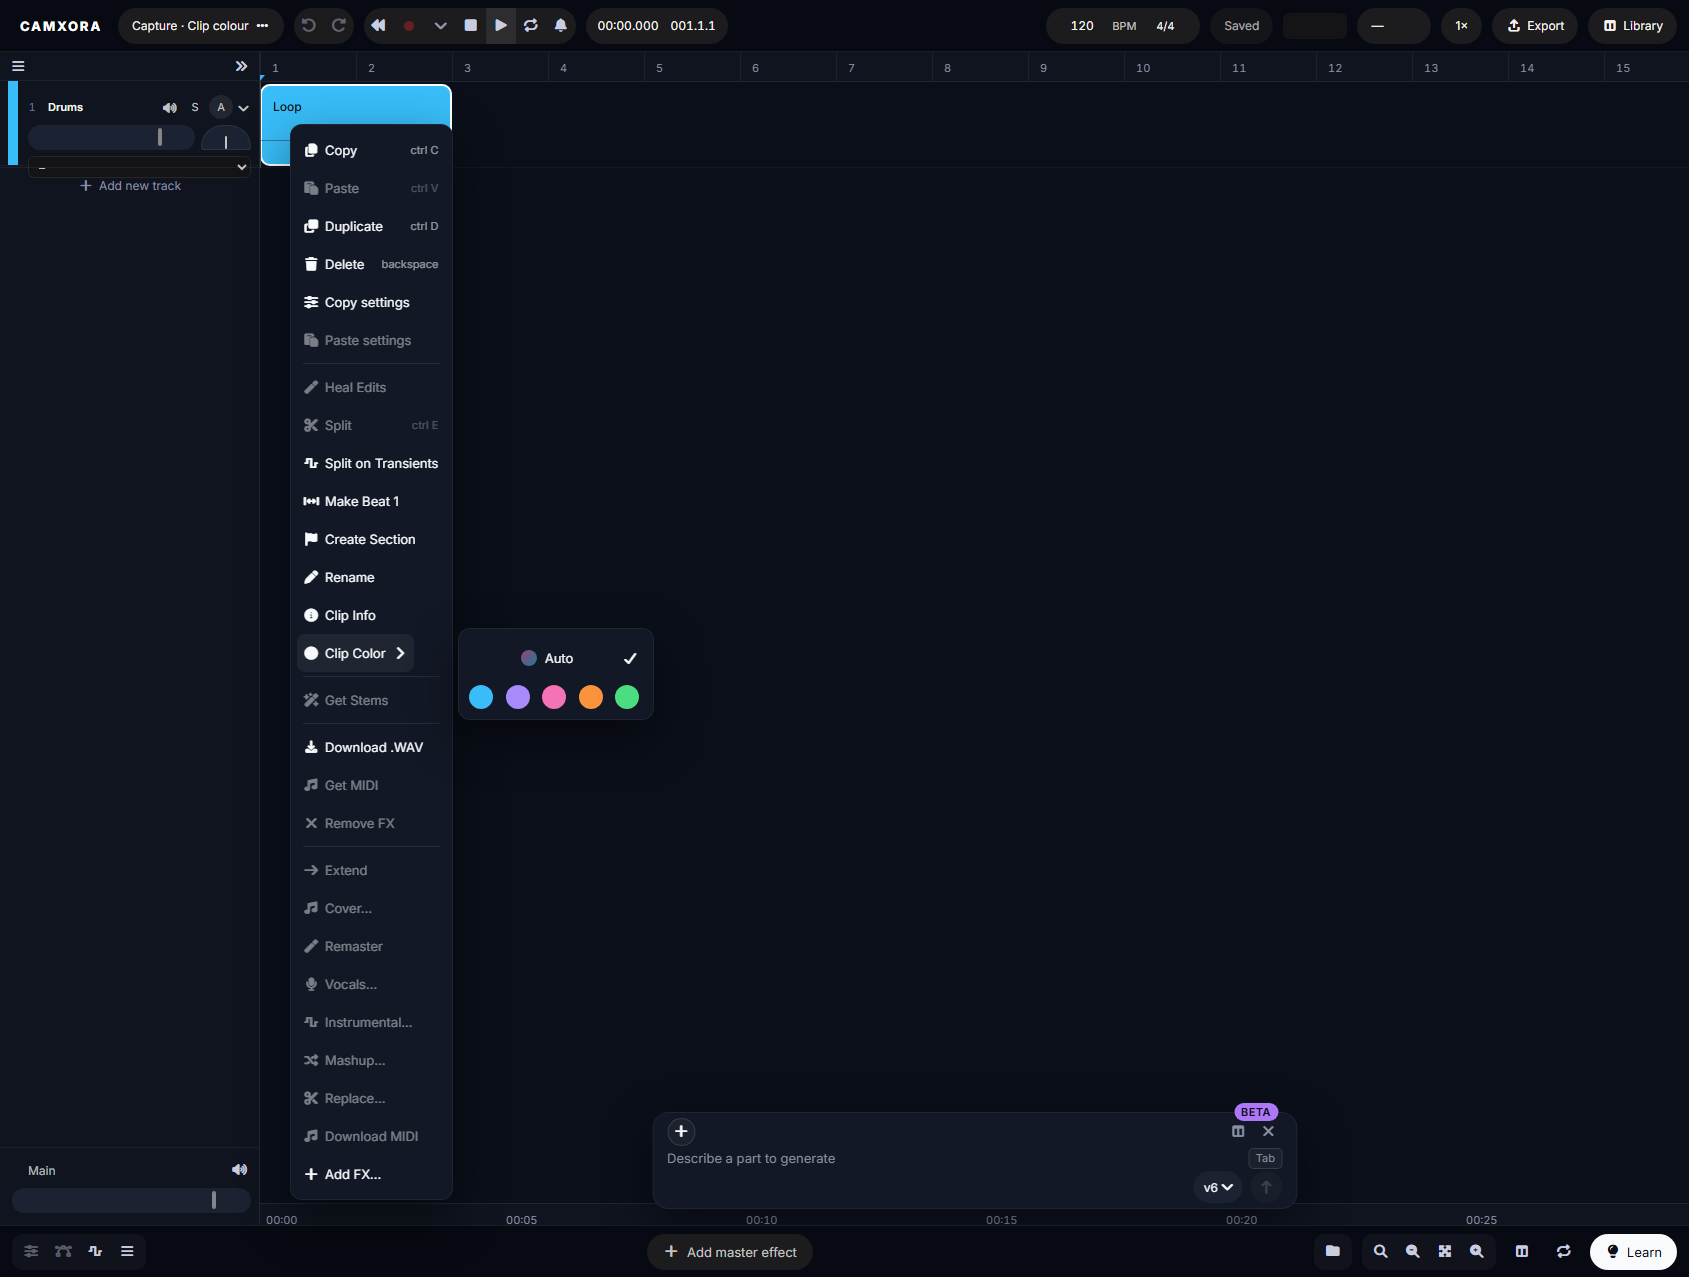 CAMXORA
Capture · Clip colour
00:00.000 001.1.1
120 BPM 4/4
Saved
1×
Export
Library
1 2 3 4 5 6 7 8 9 10 11 12 13 14 15
1 Drums S A
–
Add new track
Loop
Copy ctrl C
Paste ctrl V
Duplicate ctrl D
Delete backspace
Copy settings
Paste settings
Heal Edits
Split ctrl E
Split on Transients
Make Beat 1
Create Section
Rename
Clip Info
Clip Color
Auto
Get Stems
Download .WAV
Get MIDI
Remove FX
Extend
Cover...
Remaster
Vocals...
Instrumental...
Mashup...
Replace...
Download MIDI
Add FX...
BETA
Describe a part to generate
Tab
v6
Main
00:00 00:05 00:10 00:15 00:20 00:25
Add master effect
Learn